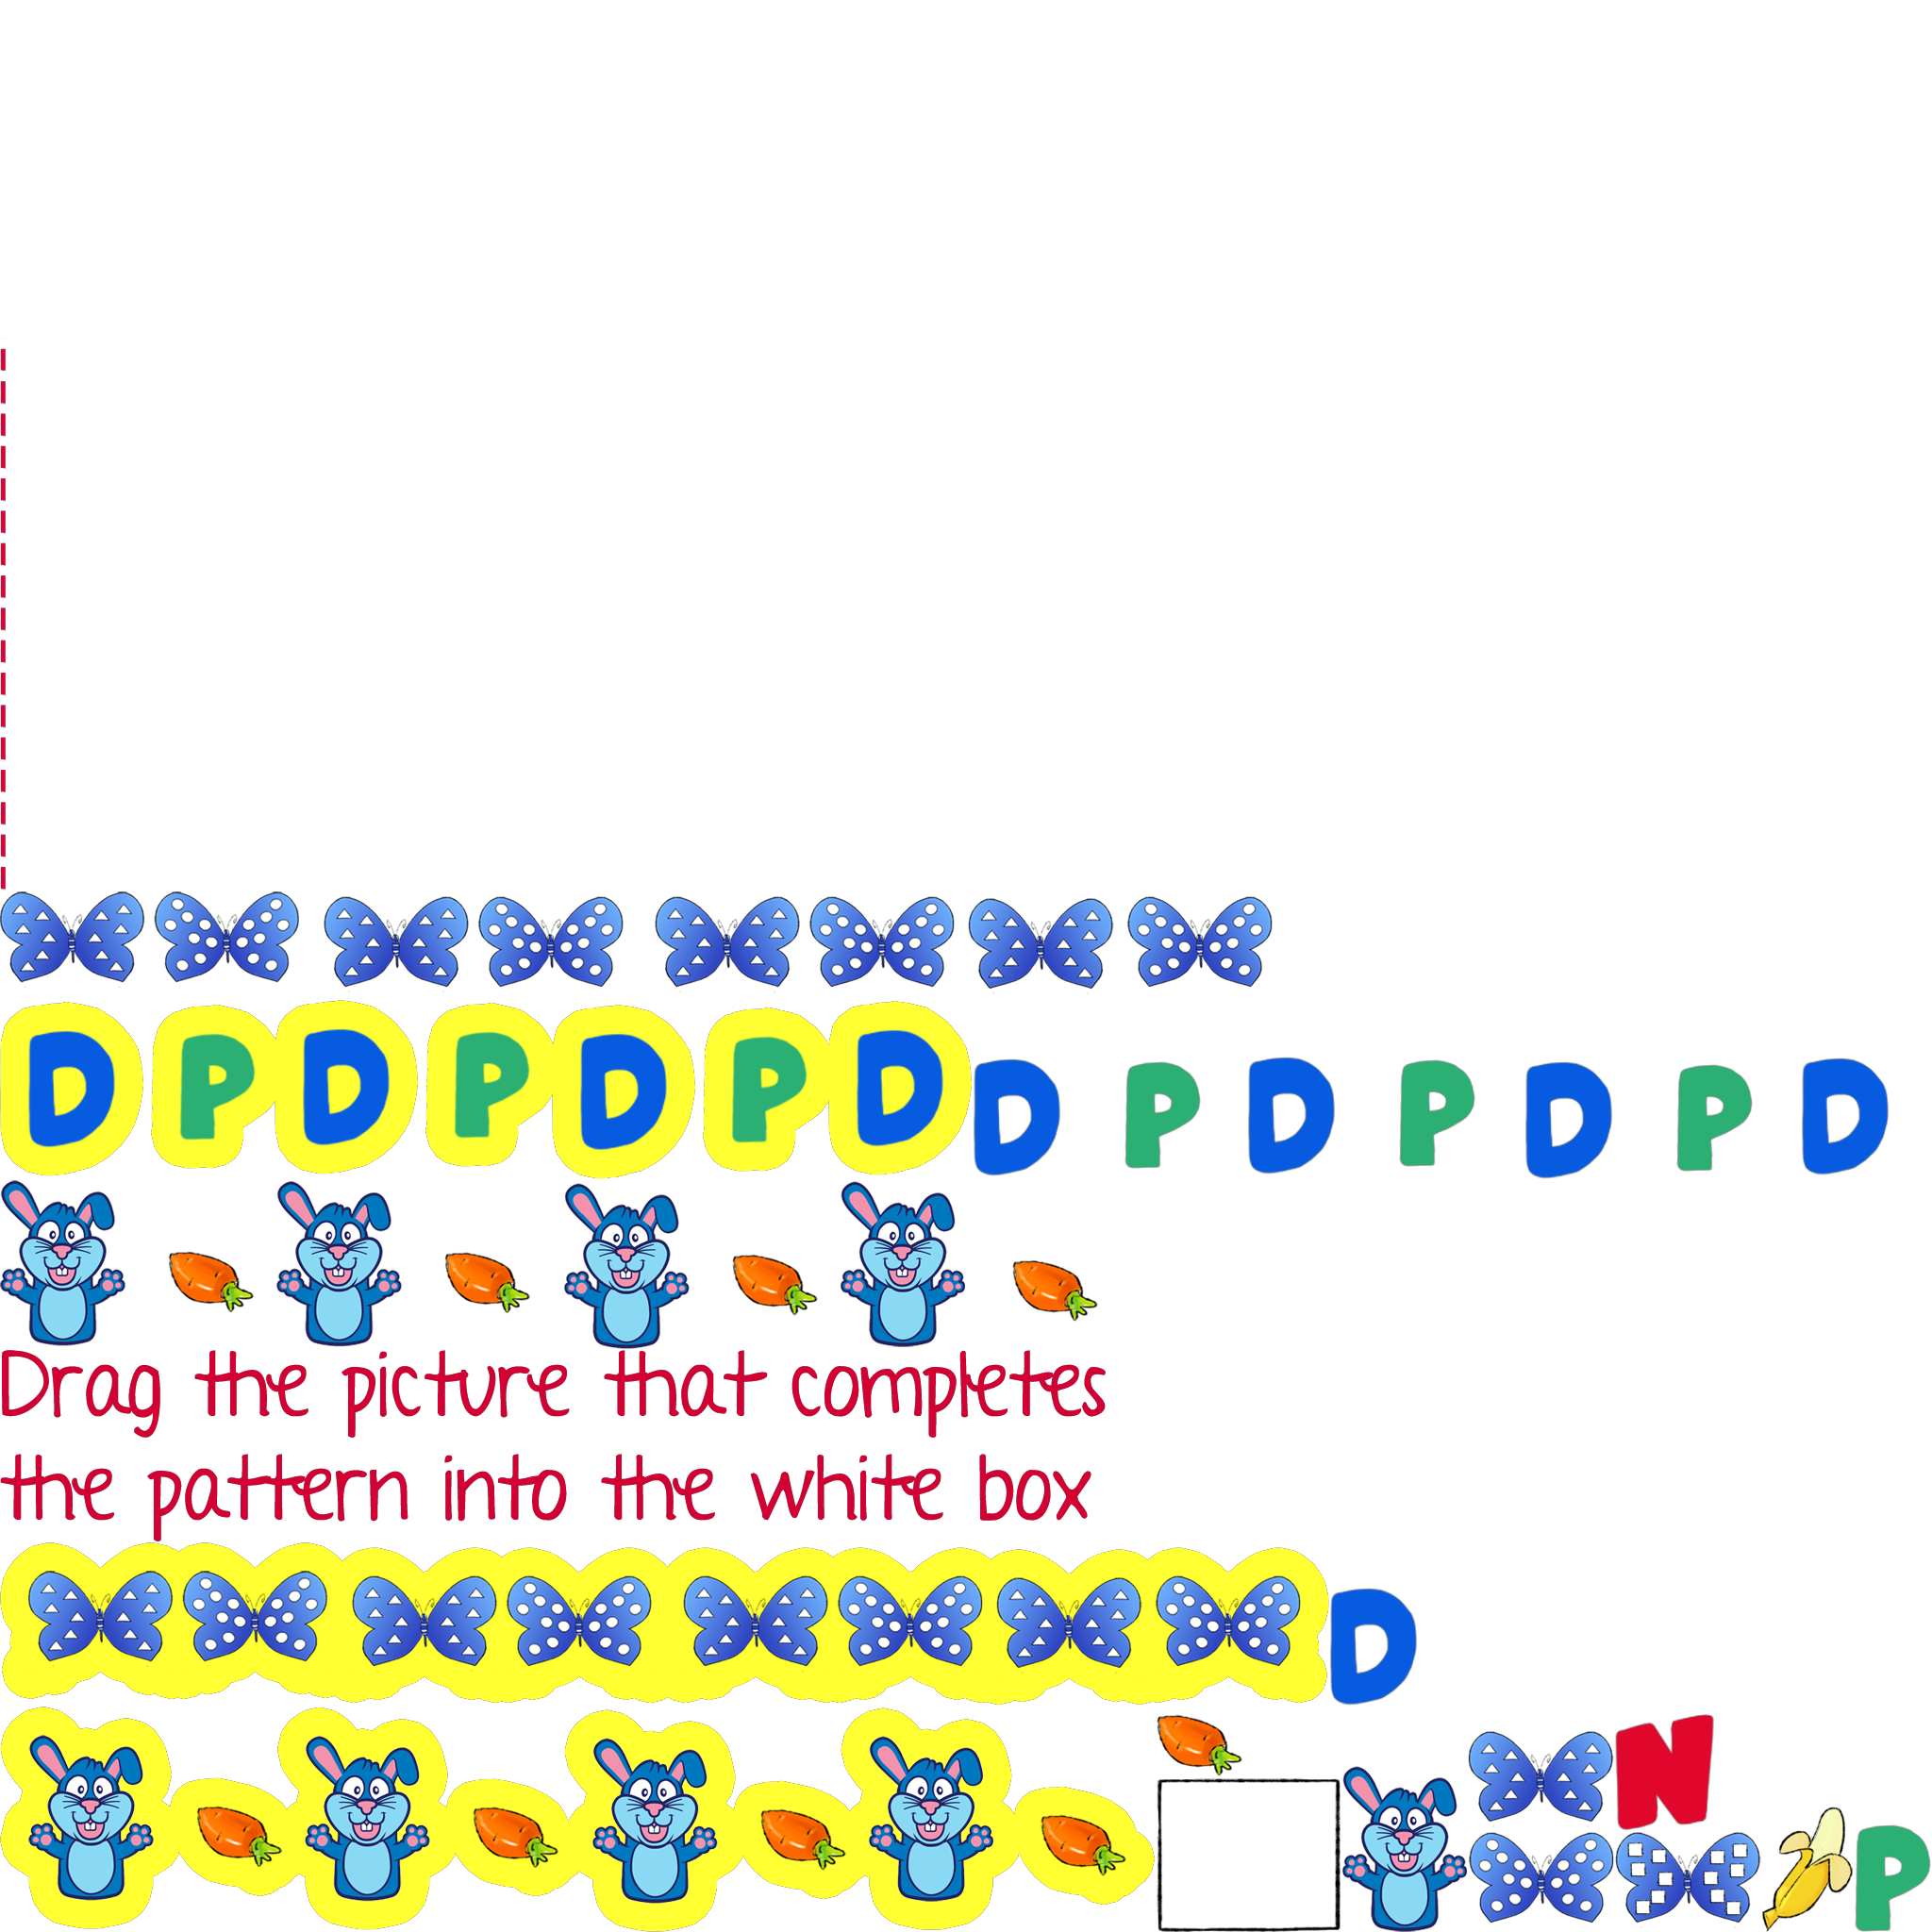 D P D P D P D D P D P D P D
Drag the picture that completes
the pattern into the white box
D
N
P